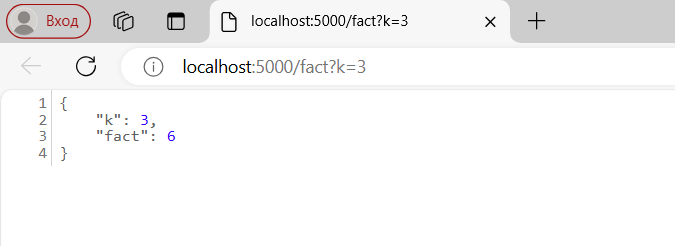 Вход
localhost:5000/fact?k=3
localhost:5000/fact?k=3
1 {
2     "k": 3,
3     "fact": 6
4 }